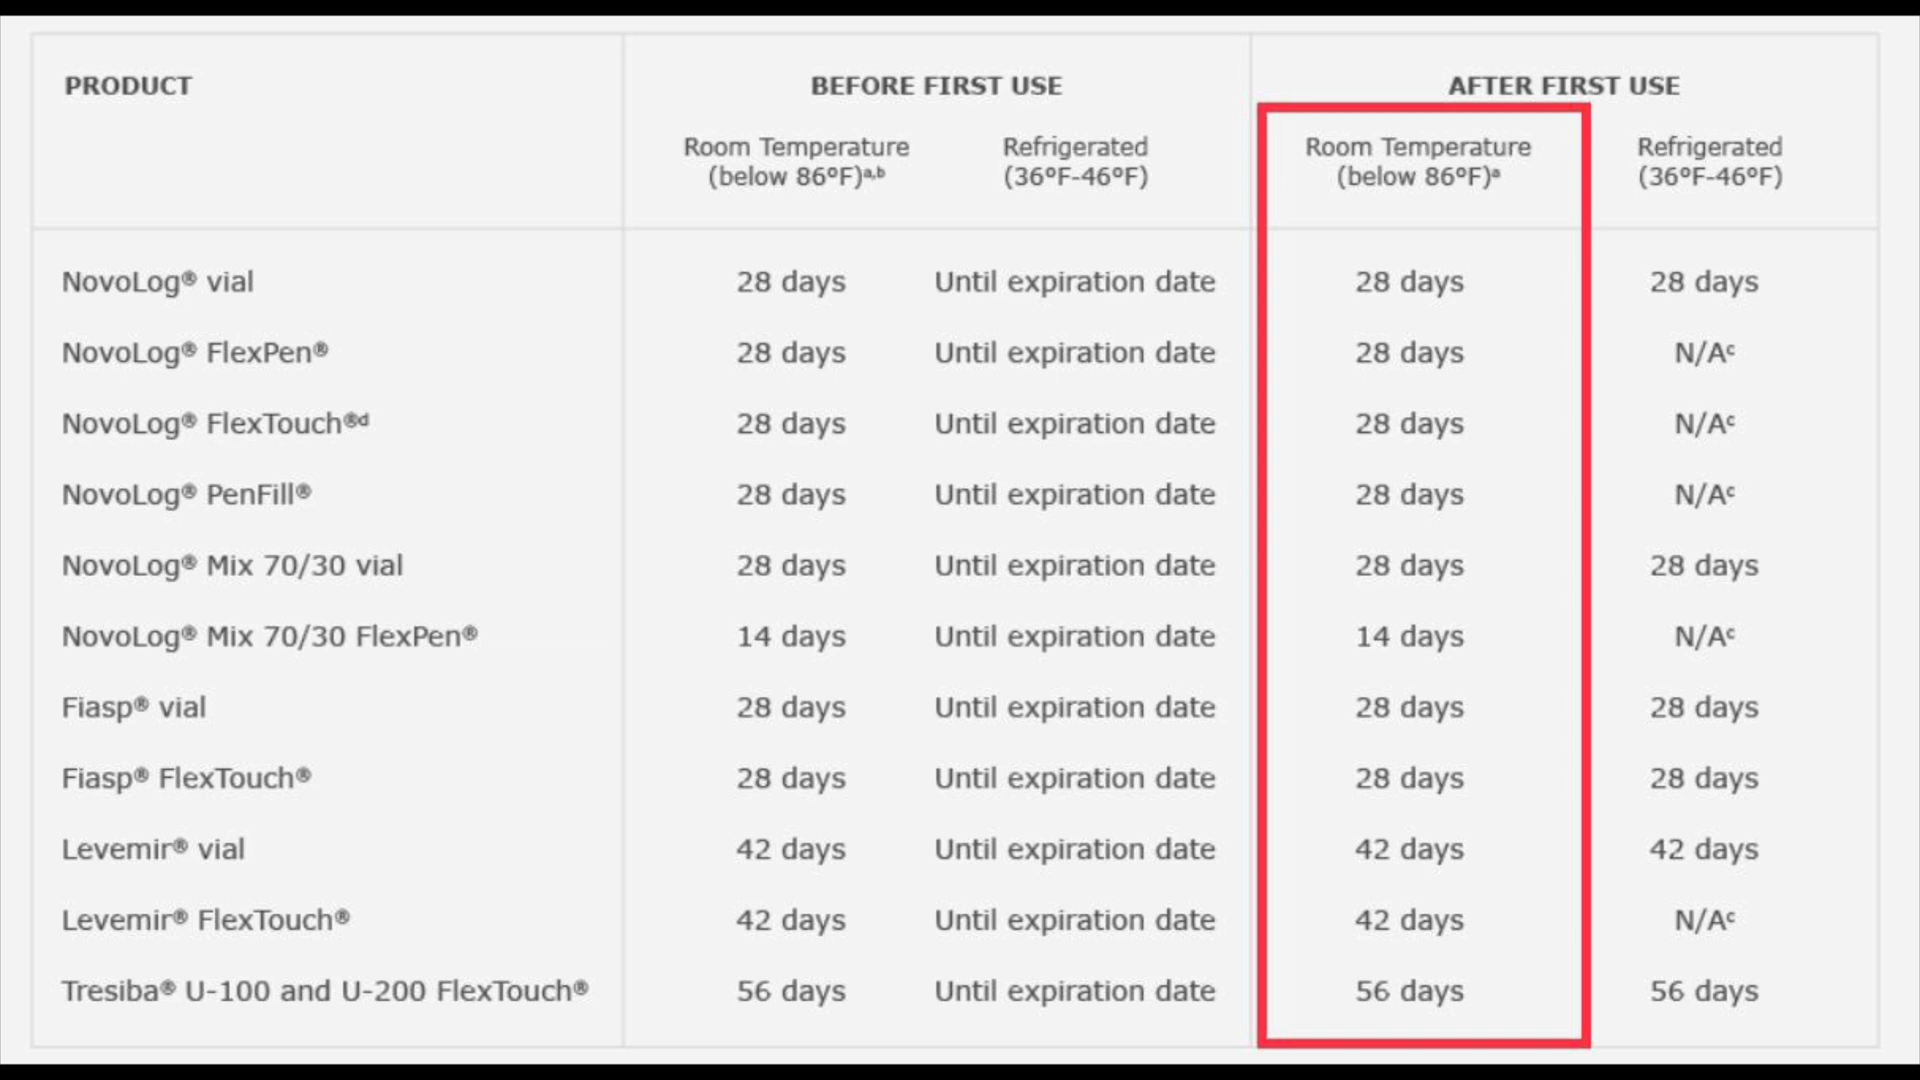 PRODUCT BEFORE FIRST USE AFTER FIRST USE
Room Temperature Refrigerated Room Temperature Refrigerated
(below 86ºF)ᵃ,ᵇ (36ºF-46ºF) (below 86ºF)ᵃ (36ºF-46ºF)
NovoLog® vial 28 days Until expiration date 28 days 28 days
NovoLog® FlexPen® 28 days Until expiration date 28 days N/Aᶜ
NovoLog® FlexTouch®ᵈ 28 days Until expiration date 28 days N/Aᶜ
NovoLog® PenFill® 28 days Until expiration date 28 days N/Aᶜ
NovoLog® Mix 70/30 vial 28 days Until expiration date 28 days 28 days
NovoLog® Mix 70/30 FlexPen® 14 days Until expiration date 14 days N/Aᶜ
Fiasp® vial 28 days Until expiration date 28 days 28 days
Fiasp® FlexTouch® 28 days Until expiration date 28 days 28 days
Levemir® vial 42 days Until expiration date 42 days 42 days
Levemir® FlexTouch® 42 days Until expiration date 42 days N/Aᶜ
Tresiba® U-100 and U-200 FlexTouch® 56 days Until expiration date 56 days 56 days